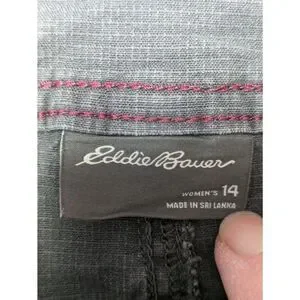 Eddie Bauer
WOMEN'S 14
MADE IN SRI LANKA